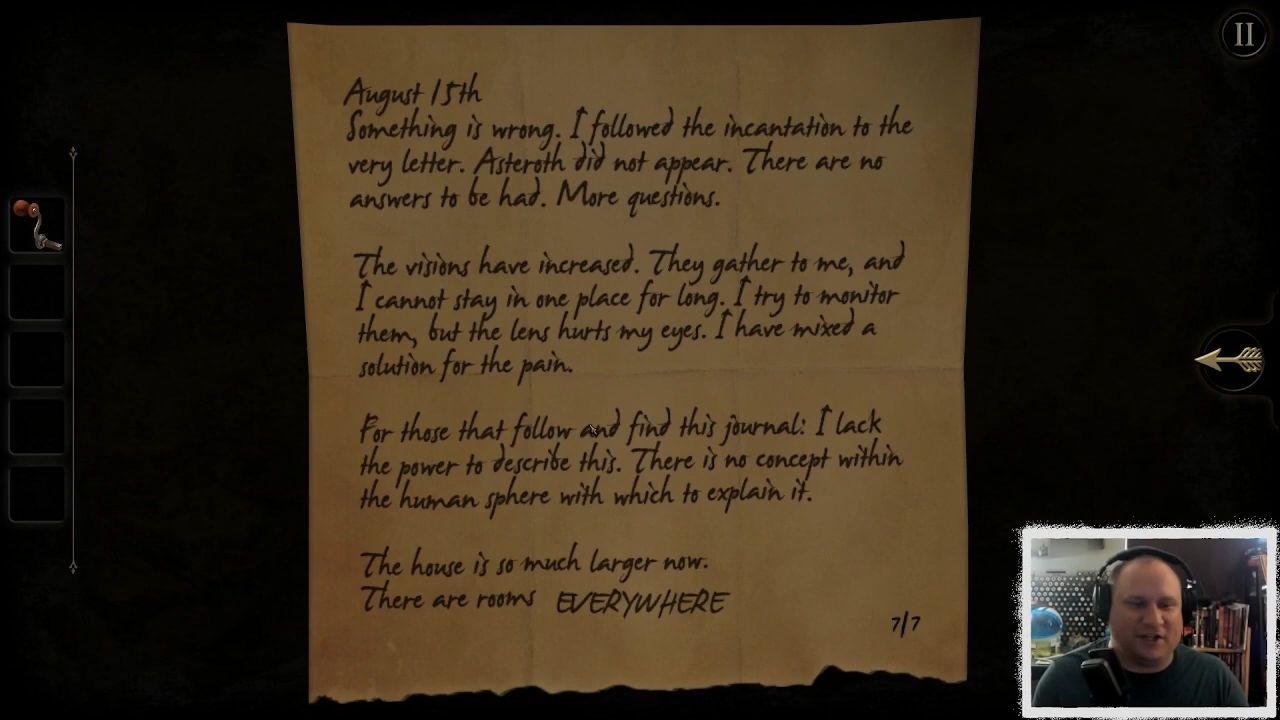 August 15th
Something is wrong. I followed the incantation to the
very letter. Asteroth did not appear. There are no
answers to be had. More questions.
The visions have increased. They gather to me, and
I cannot stay in one place for long. I try to monitor
them, but the lens hurts my eyes. I have mixed a
solution for the pain.
For those that follow and find this journal: I lack
the power to describe this. There is no concept within
the human sphere with which to explain it.
The house is so much larger now.
There are rooms EVERYWHERE
7/7